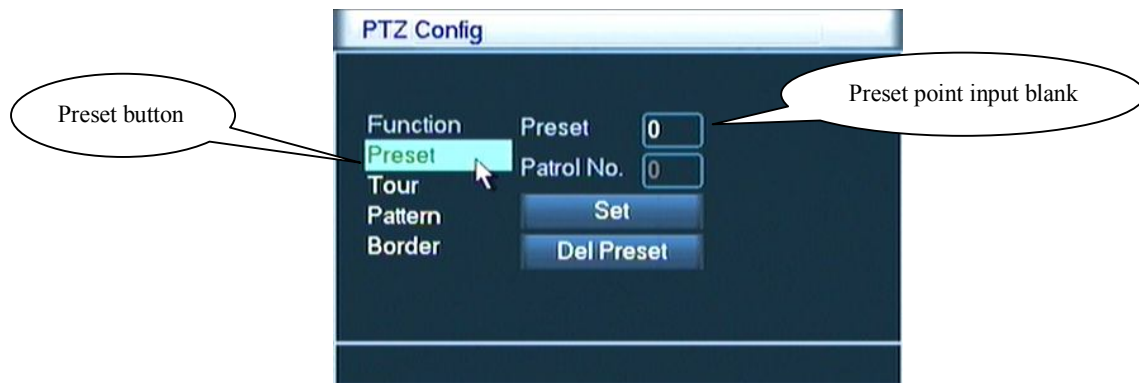 PTZ Config
Preset button
Preset point input blank
Function
Preset
Tour
Pattern
Border
Preset 0
Patrol No. 0
Set
Del Preset